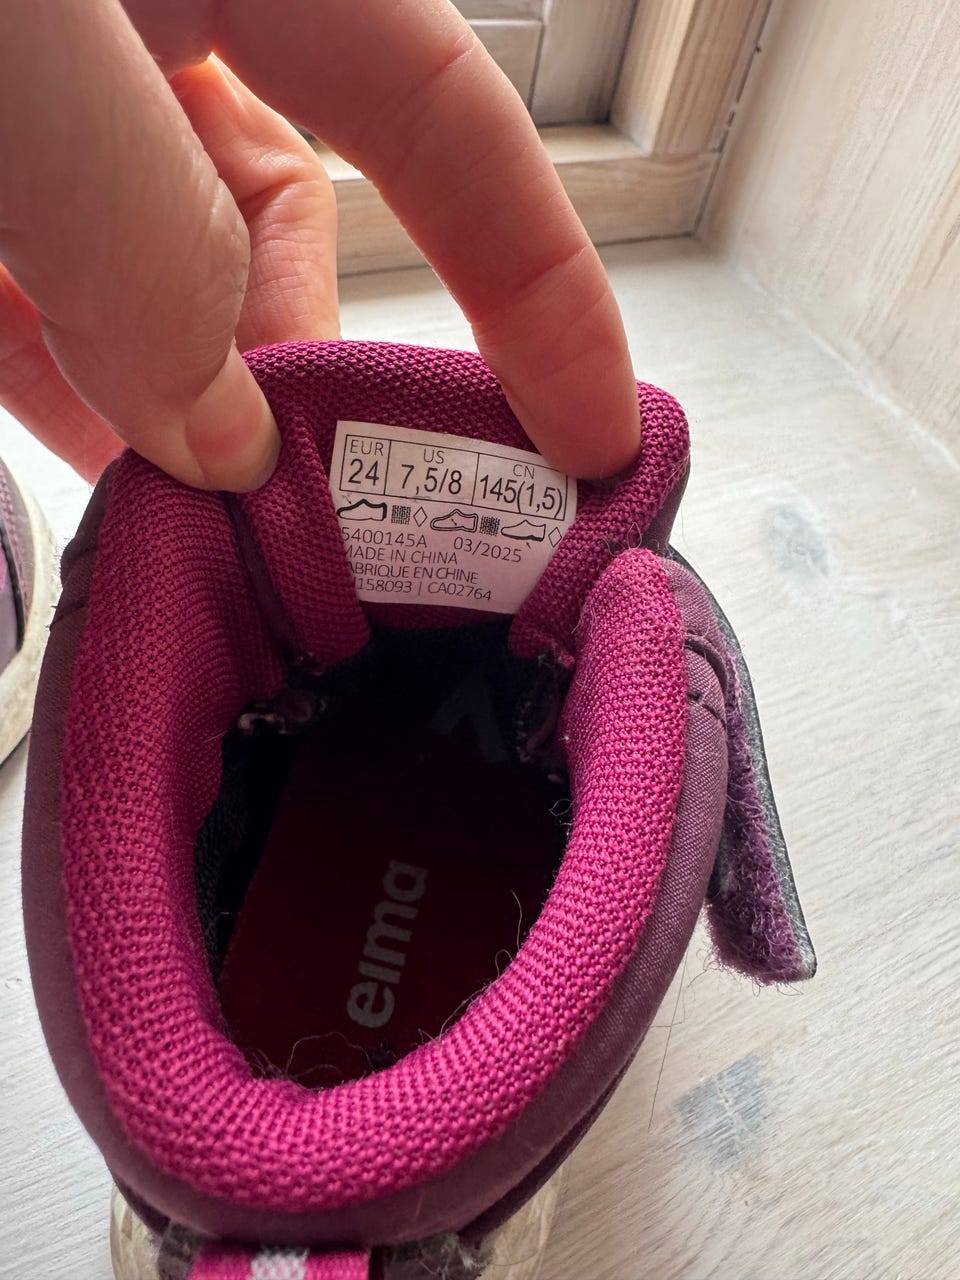 EUR US CN
24 7,5/8 145(1,5)
5400145A 03/2025
MADE IN CHINA
ABRIQUE EN CHINE
158093 | CA02764
eima